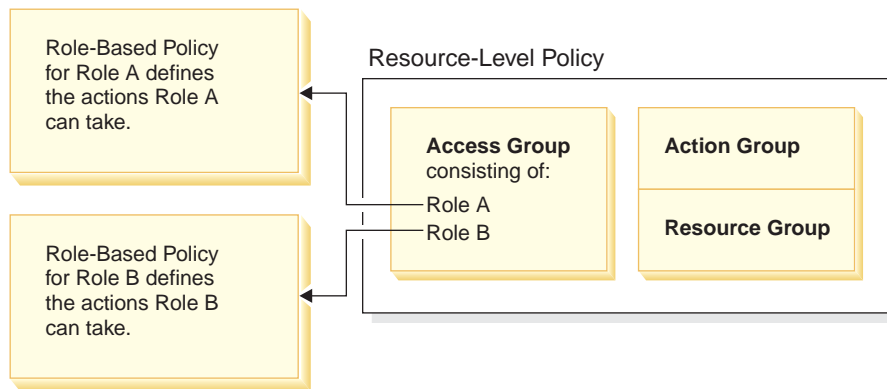 Role-Based Policy
for Role A defines
the actions Role A
can take.
Resource-Level Policy
Access Group
consisting of:
Role A
Role B
Action Group
Resource Group
Role-Based Policy
for Role B defines
the actions Role B
can take.